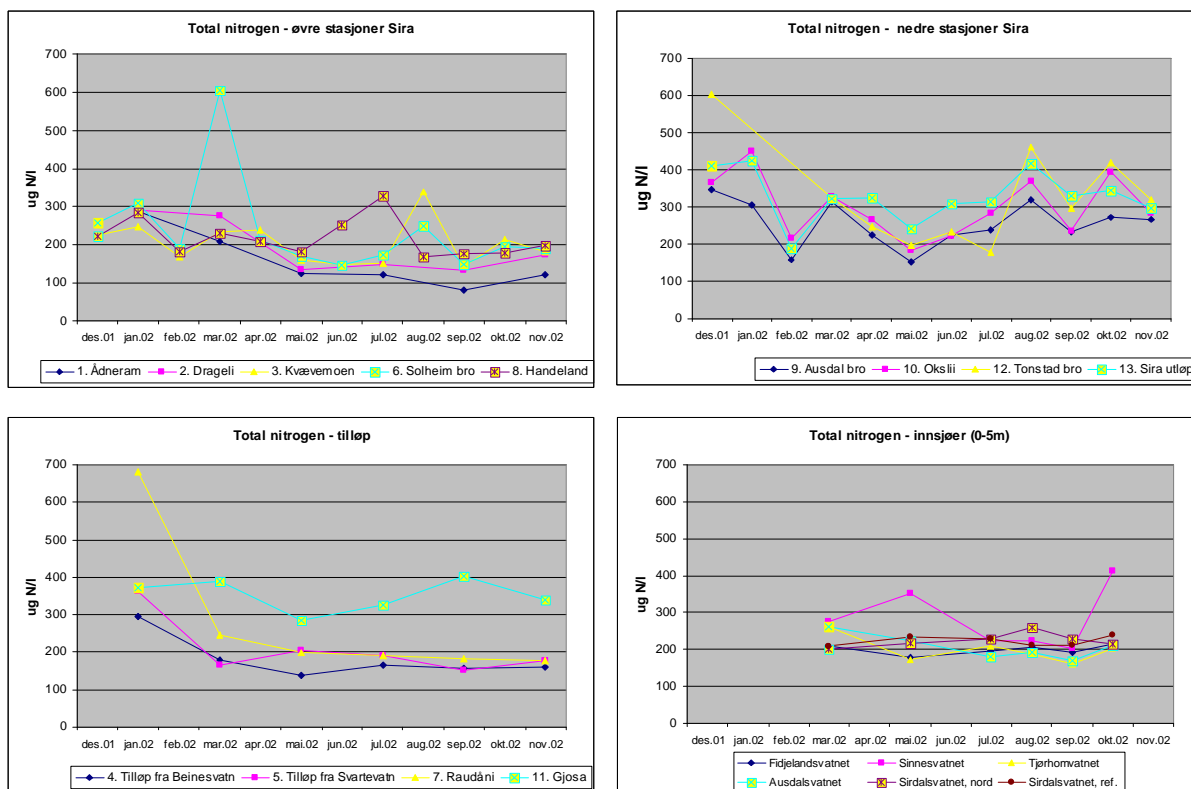 Total nitrogen - øvre stasjoner Sira
700
600
500
400
300
200
100
0
ug N/l
des.01 jan.02 feb.02 mar.02 apr.02 mai.02 jun.02 jul.02 aug.02 sep.02 okt.02 nov.02
1. Ådneram 2. Drageli 3. Kvævemoen 6. Solheim bro 8. Handeland
Total nitrogen - nedre stasjoner Sira
700
600
500
400
300
200
100
0
ug N/l
des.01 jan.02 feb.02 mar.02 apr.02 mai.02 jun.02 jul.02 aug.02 sep.02 okt.02 nov.02
9. Ausdal bro 10. Okslii 12. Tonstad bro 13. Sira utløp
Total nitrogen - tilløp
700
600
500
400
300
200
100
0
ug N/l
des.01 jan.02 feb.02 mar.02 apr.02 mai.02 jun.02 jul.02 aug.02 sep.02 okt.02 nov.02
4. Tilløp fra Beinesvatn 5. Tilløp fra Svartevatn 7. Raudåni 11. Gjosa
Total nitrogen - innsjøer (0-5m)
700
600
500
400
300
200
100
0
ug N/l
des.01 jan.02 feb.02 mar.02 apr.02 mai.02 jun.02 jul.02 aug.02 sep.02 okt.02 nov.02
Fidjelandsvatnet Sinnesvatnet Tjørhomvatnet
Ausdalsvatnet Sirdalsvatnet, nord Sirdalsvatnet, ref.